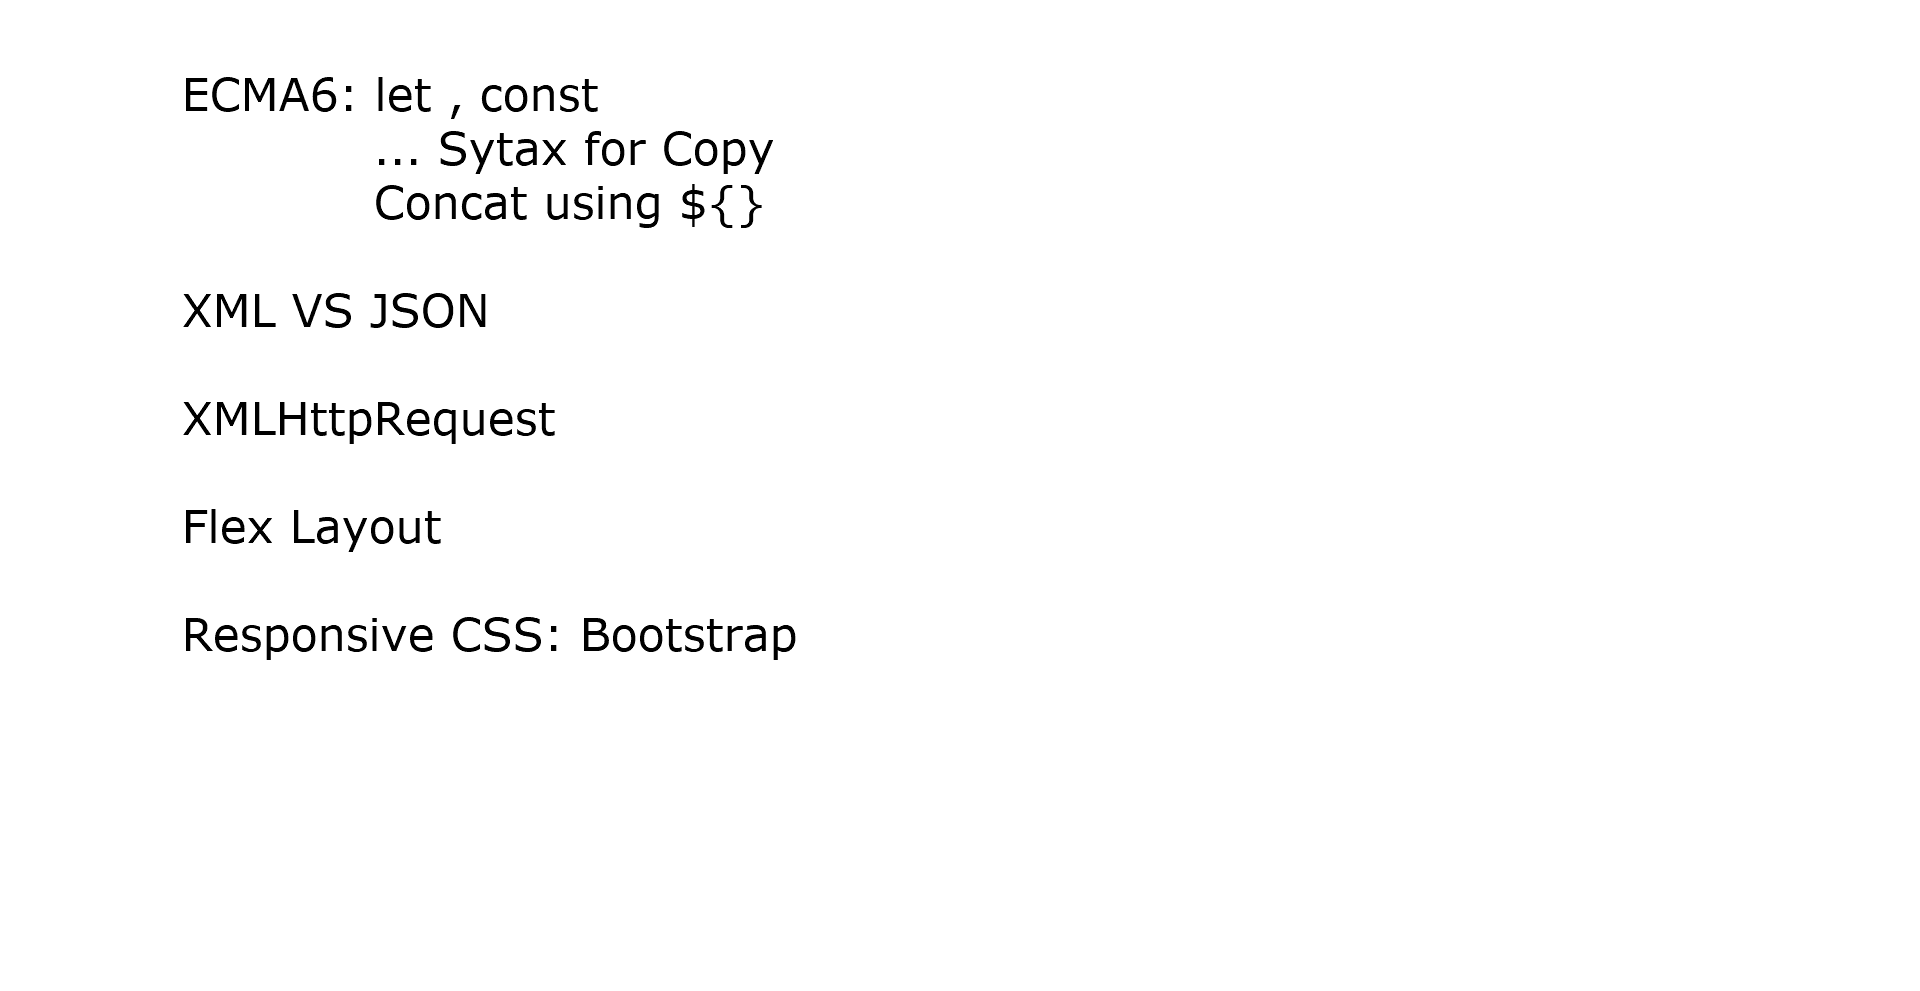 ECMA6: let , const
... Sytax for Copy
Concat using ${}
XML VS JSON
XMLHttpRequest
Flex Layout
Responsive CSS: Bootstrap